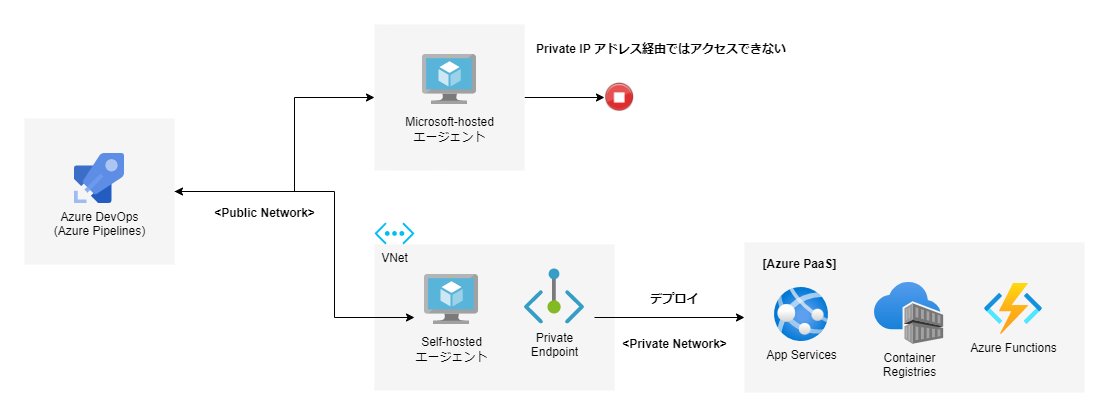 Private IP アドレス経由ではアクセスできない
Microsoft-hosted
エージェント
Azure DevOps
(Azure Pipelines)
<Public Network>
VNet
Self-hosted
エージェント
Private
Endpoint
デプロイ
<Private Network>
[Azure PaaS]
App Services
Container
Registries
Azure Functions